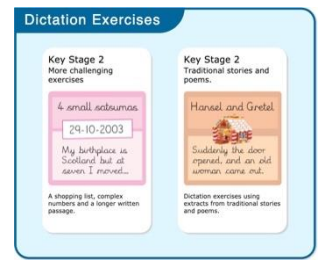 Dictation Exercises
Key Stage 2
More challenging
exercises
4 small satsumas
29-10-2003
My birthplace is
Scotland but at
seven I moved...
A shopping list, complex
numbers and a longer written
passage.
Key Stage 2
Traditional stories and
poems.
Hansel and Gretel
Suddenly the door
opened, and an old
woman came out.
Dictation exercises using
extracts from traditional stories
and poems.